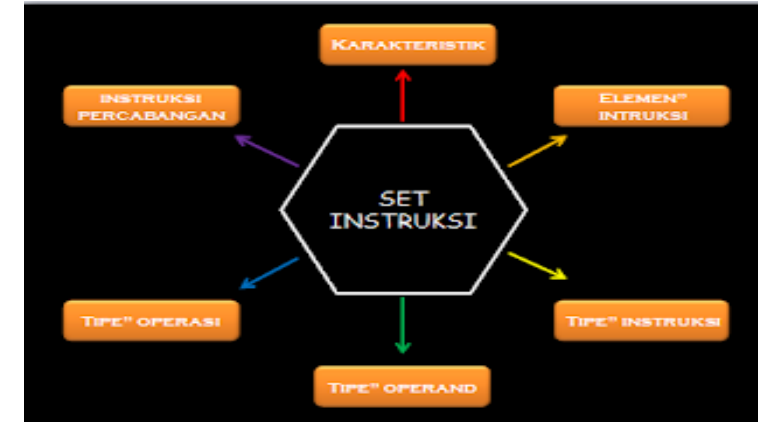 KARAKTERISTIK
INSTRUKSI
PERCABANGAN
ELEMEN"
INTRUKSI
SET
INSTRUKSI
TIPE" OPERASI
TIPE" INSTRUKSI
TIPE" OPERAND